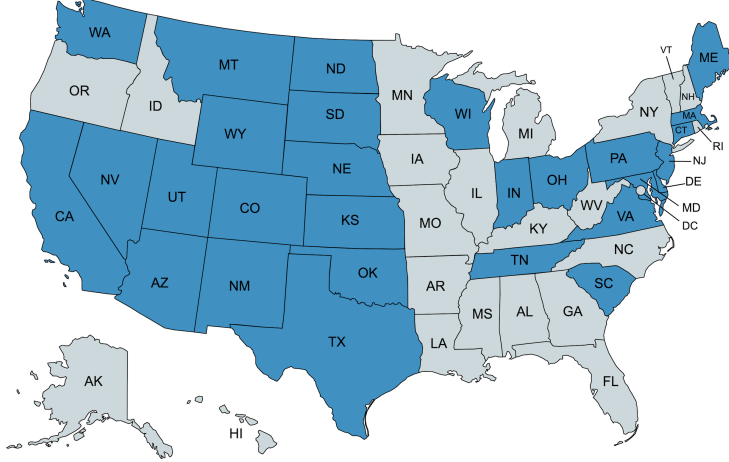 WA
MT
ND
MN
VT
ME
OR
ID
SD
WI
NH
NY
MA
WY
MI
CT
RI
NE
IA
PA
NJ
NV
UT
CO
IL
IN
OH
DE
CA
KS
MO
WV
VA
MD
KY
DC
NC
AZ
NM
OK
TN
AR
SC
MS
AL
GA
TX
LA
AK
FL
HI